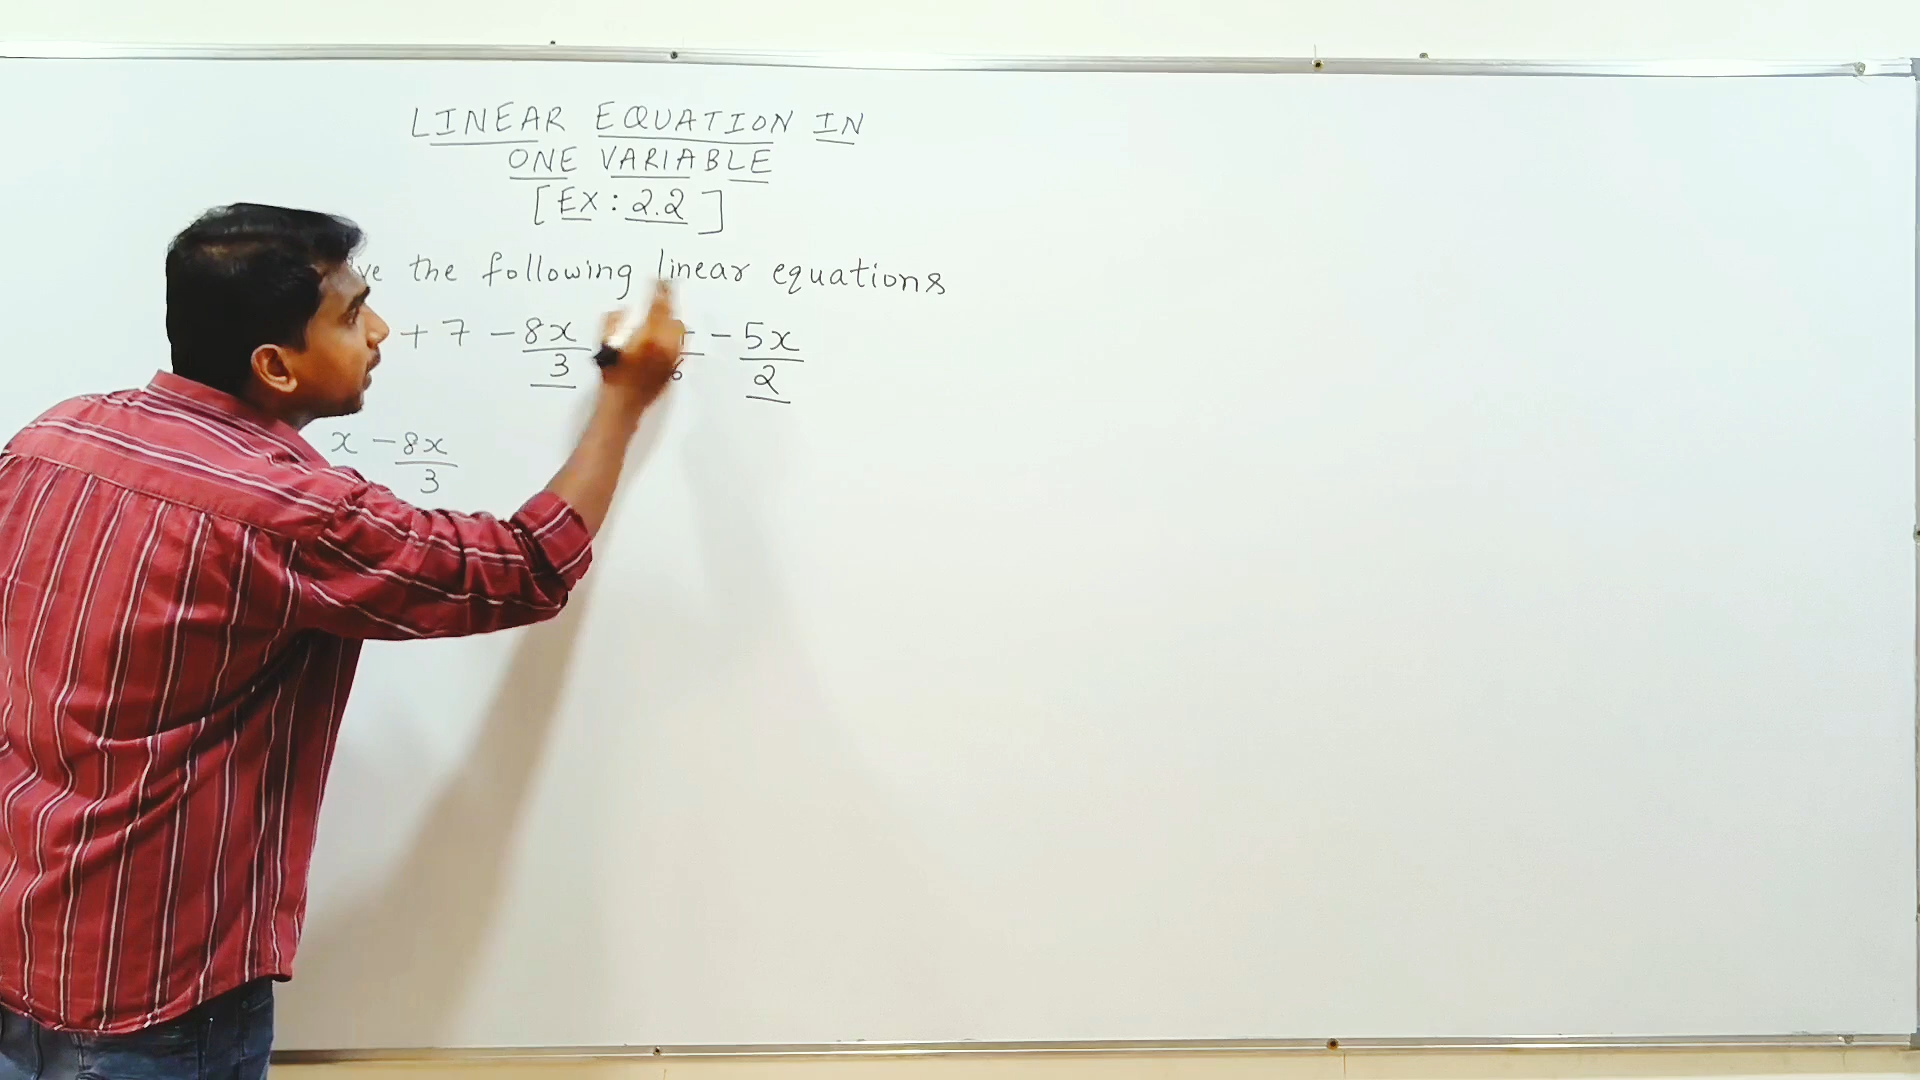 LINEAR EQUATION IN
ONE VARIABLE
[EX: 2.2]
the following linear equations
+ 7 - 8x/3 - 5x/2
x - 8x/3